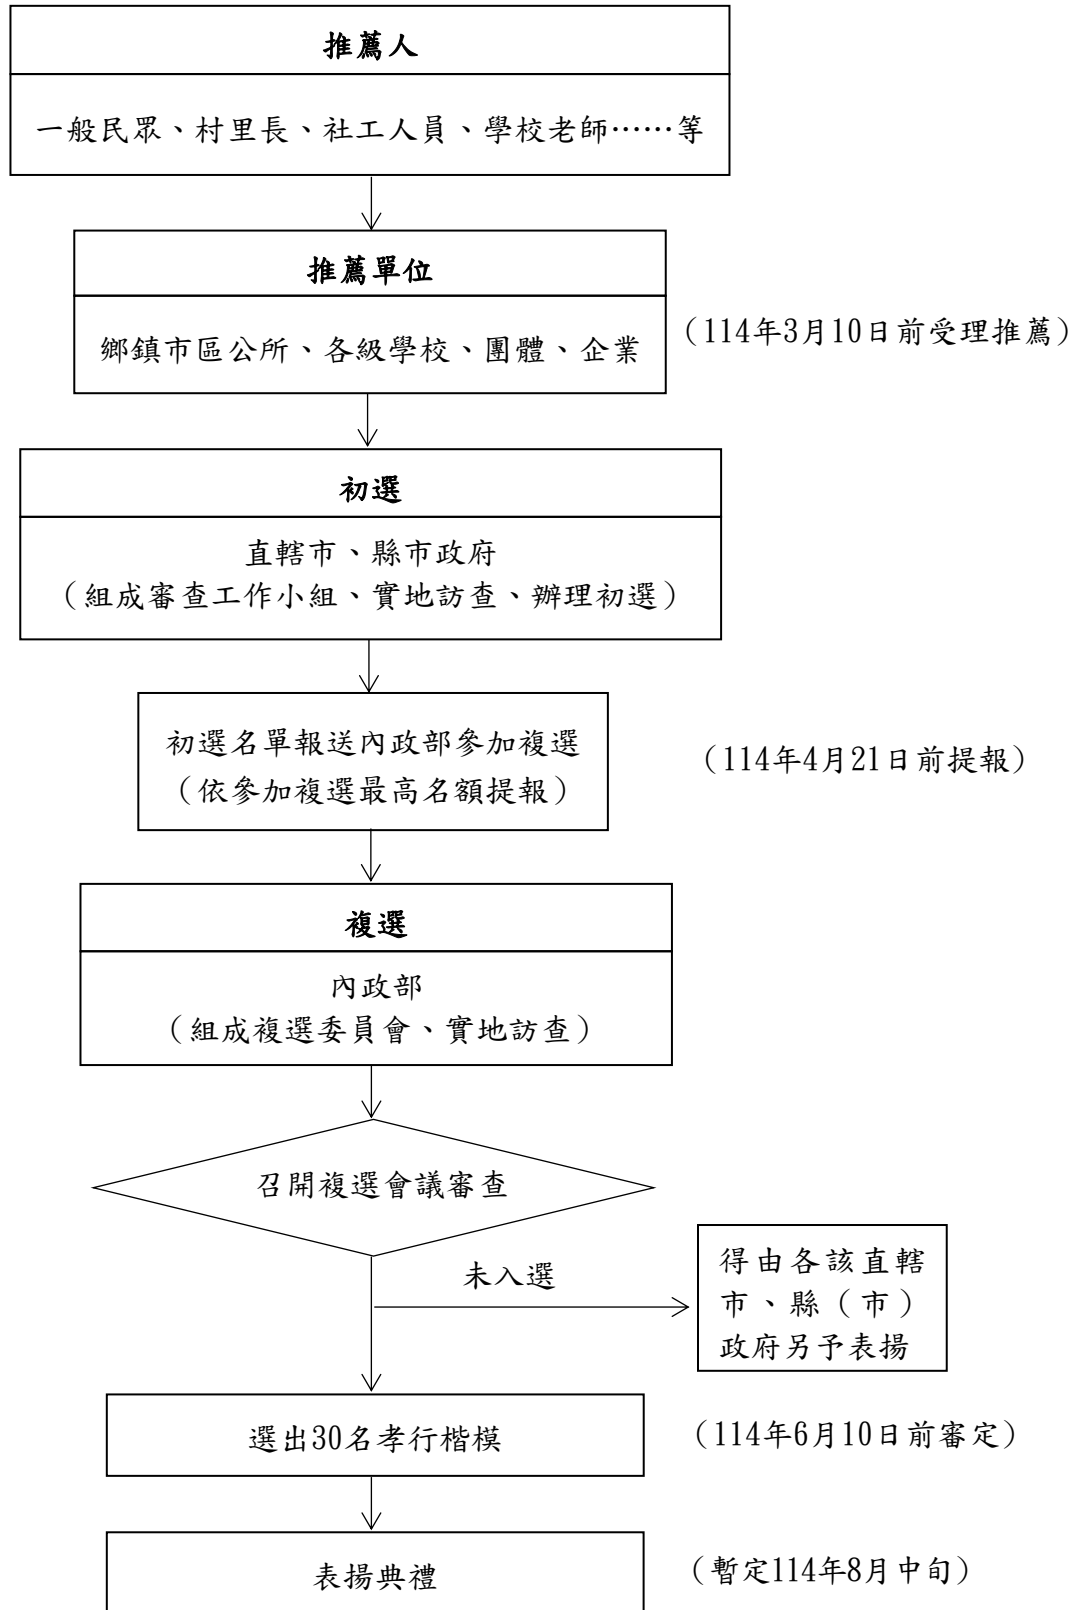 推薦人
一般民眾、村里長、社工人員、學校老師……等
推薦單位
鄉鎮市區公所、各級學校、團體、企業
（114年3月10日前受理推薦）
初選
直轄市、縣市政府
（組成審查工作小組、實地訪查、辦理初選）
初選名單報送內政部參加複選
（依參加複選最高名額提報）
（114年4月21日前提報）
複選
內政部
（組成複選委員會、實地訪查）
召開複選會議審查
未入選
得由各該直轄
市、縣（市）
政府另予表揚
選出30名孝行楷模
（114年6月10日前審定）
表揚典禮
（暫定114年8月中旬）